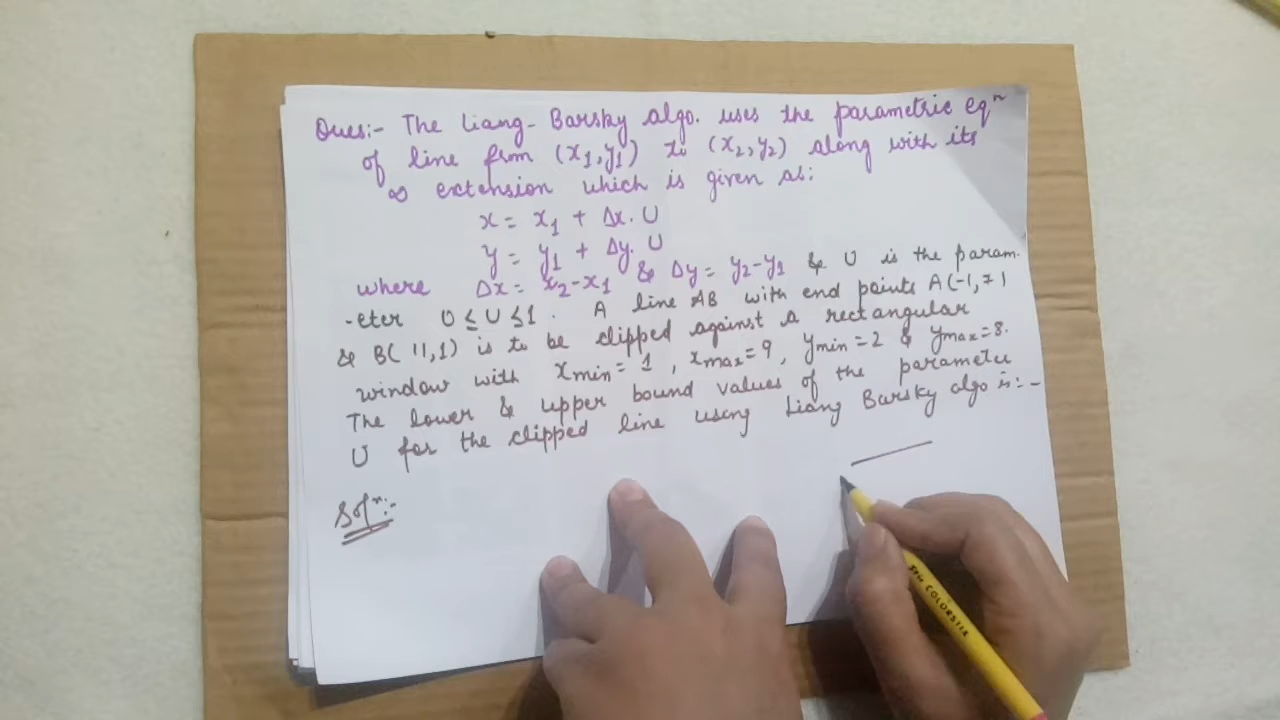 Ques:- The Liang-Barsky algo. uses the parametric eqⁿ
of line from (x₁,y₁) to (x₂,y₂) along with its
∞ extension which is given as:
x = x₁ + Δx. U
y = y₁ + Δy. U
where Δx = x₂-x₁ & Δy = y₂-y₁ & U is the param.
-eter 0 ≤ U ≤ 1. A line AB with end points A(-1,7)
& B(11,1) is to be clipped against a rectangular
window with xmin= 1, xmax=9, ymin=2 & ymax=8.
The lower & upper bound values of the parameter
U for the clipped line using Liang Barsky algo is:-
Solⁿ:-
COLORSTIX